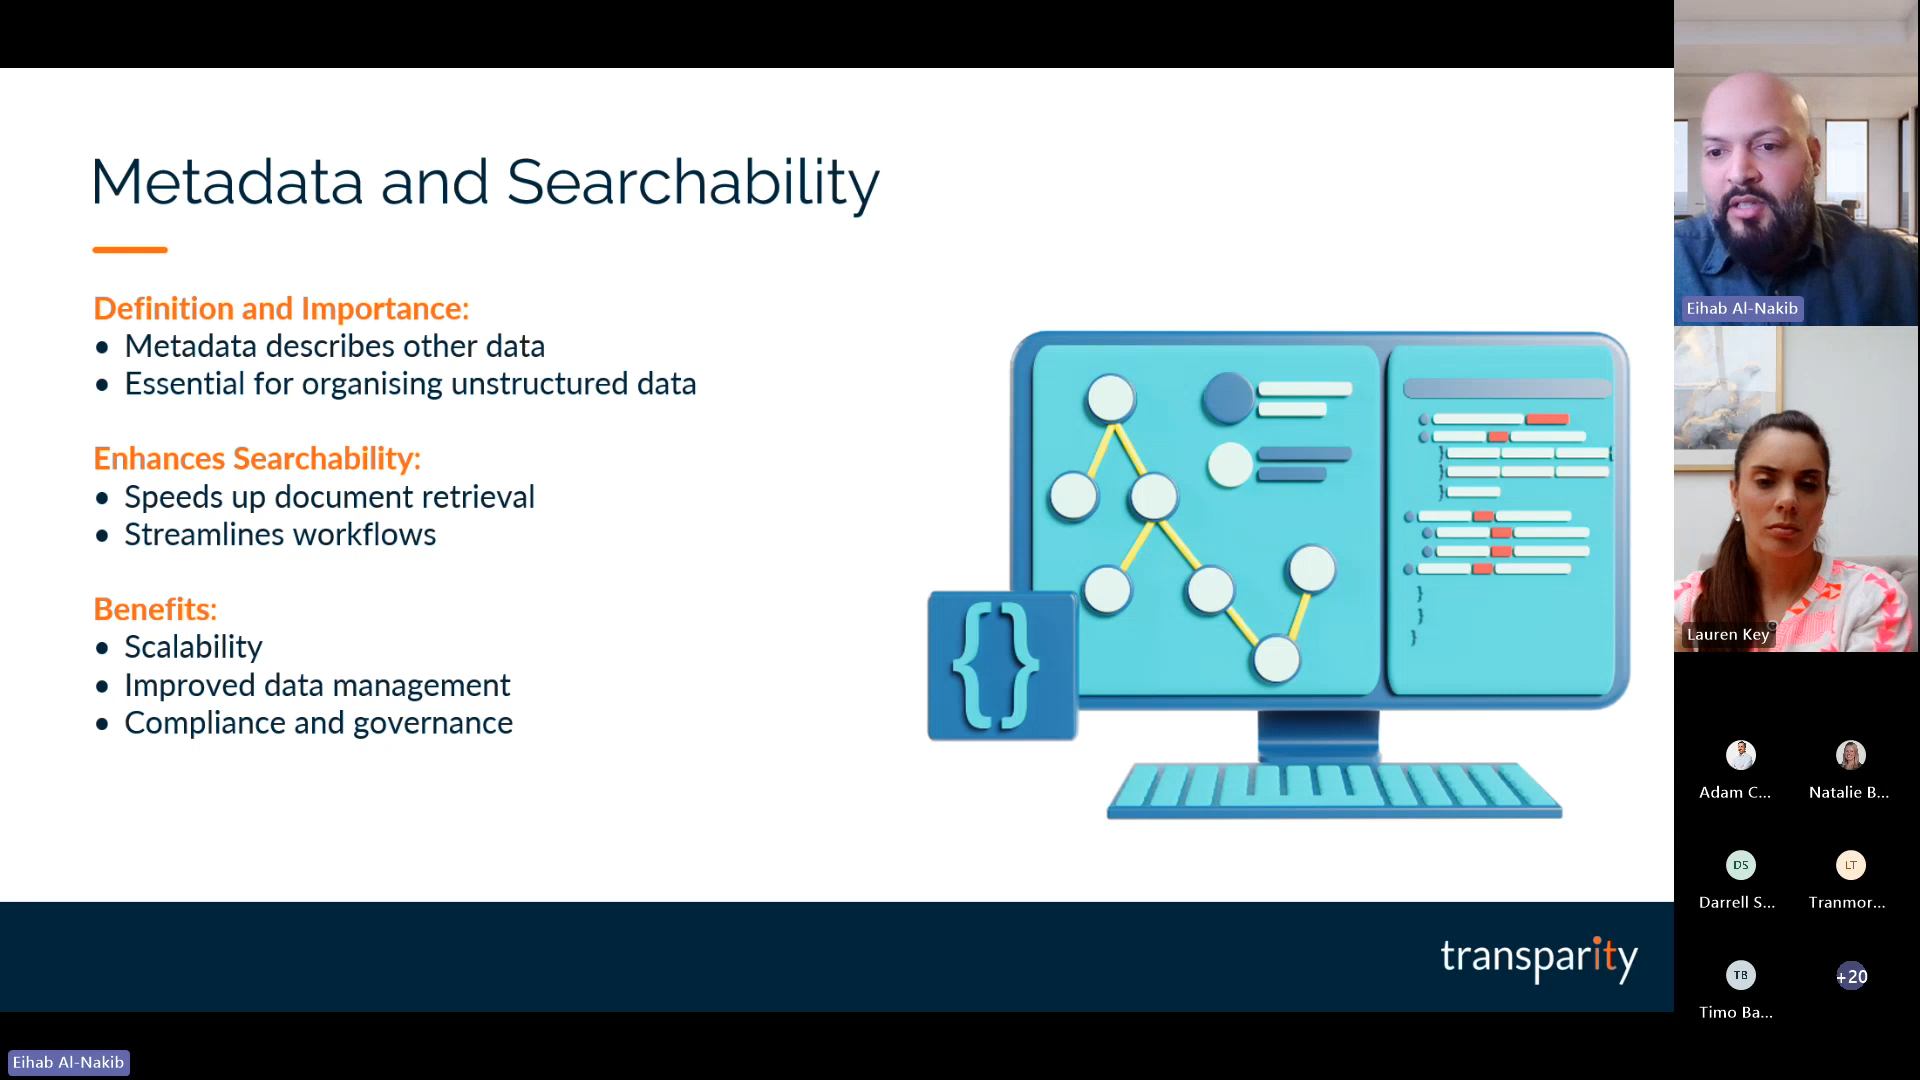 Metadata and Searchability
Definition and Importance:
• Metadata describes other data
• Essential for organising unstructured data
Enhances Searchability:
• Speeds up document retrieval
• Streamlines workflows
Benefits:
• Scalability
• Improved data management
• Compliance and governance
{}
transparity
Eihab Al-Nakib
Eihab Al-Nakib
Lauren Key
Adam C...
Natalie B...
DS
LT
Darrell S...
Tranmor...
TB
+20
Timo Ba...